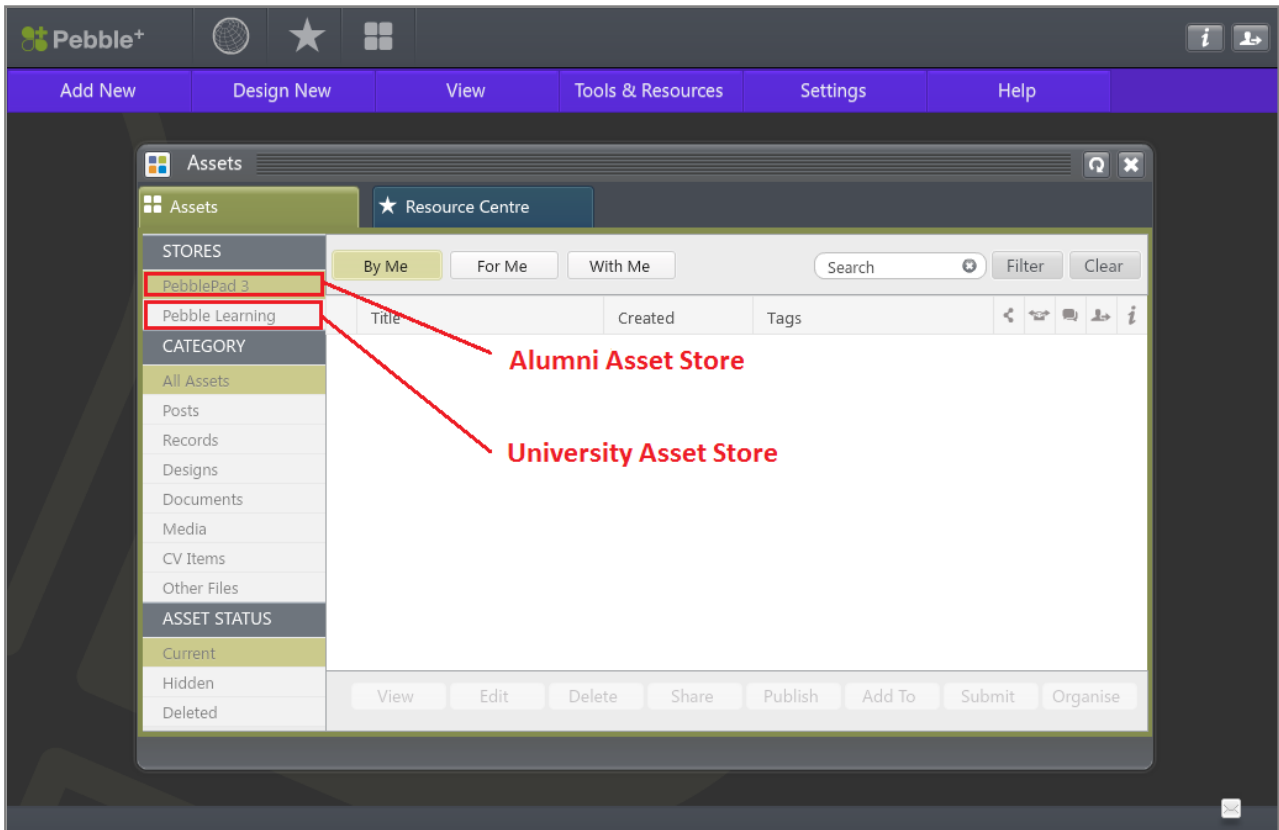 Pebble+
Add New Design New View Tools & Resources Settings Help
Assets
Assets Resource Centre
STORES
By Me For Me With Me Search Filter Clear
PebblePad 3
Pebble Learning
Title Created Tags
CATEGORY
Alumni Asset Store
All Assets
Posts
Records
University Asset Store
Designs
Documents
Media
CV Items
Other Files
ASSET STATUS
Current
Hidden
View Edit Delete Share Publish Add To Submit Organise
Deleted